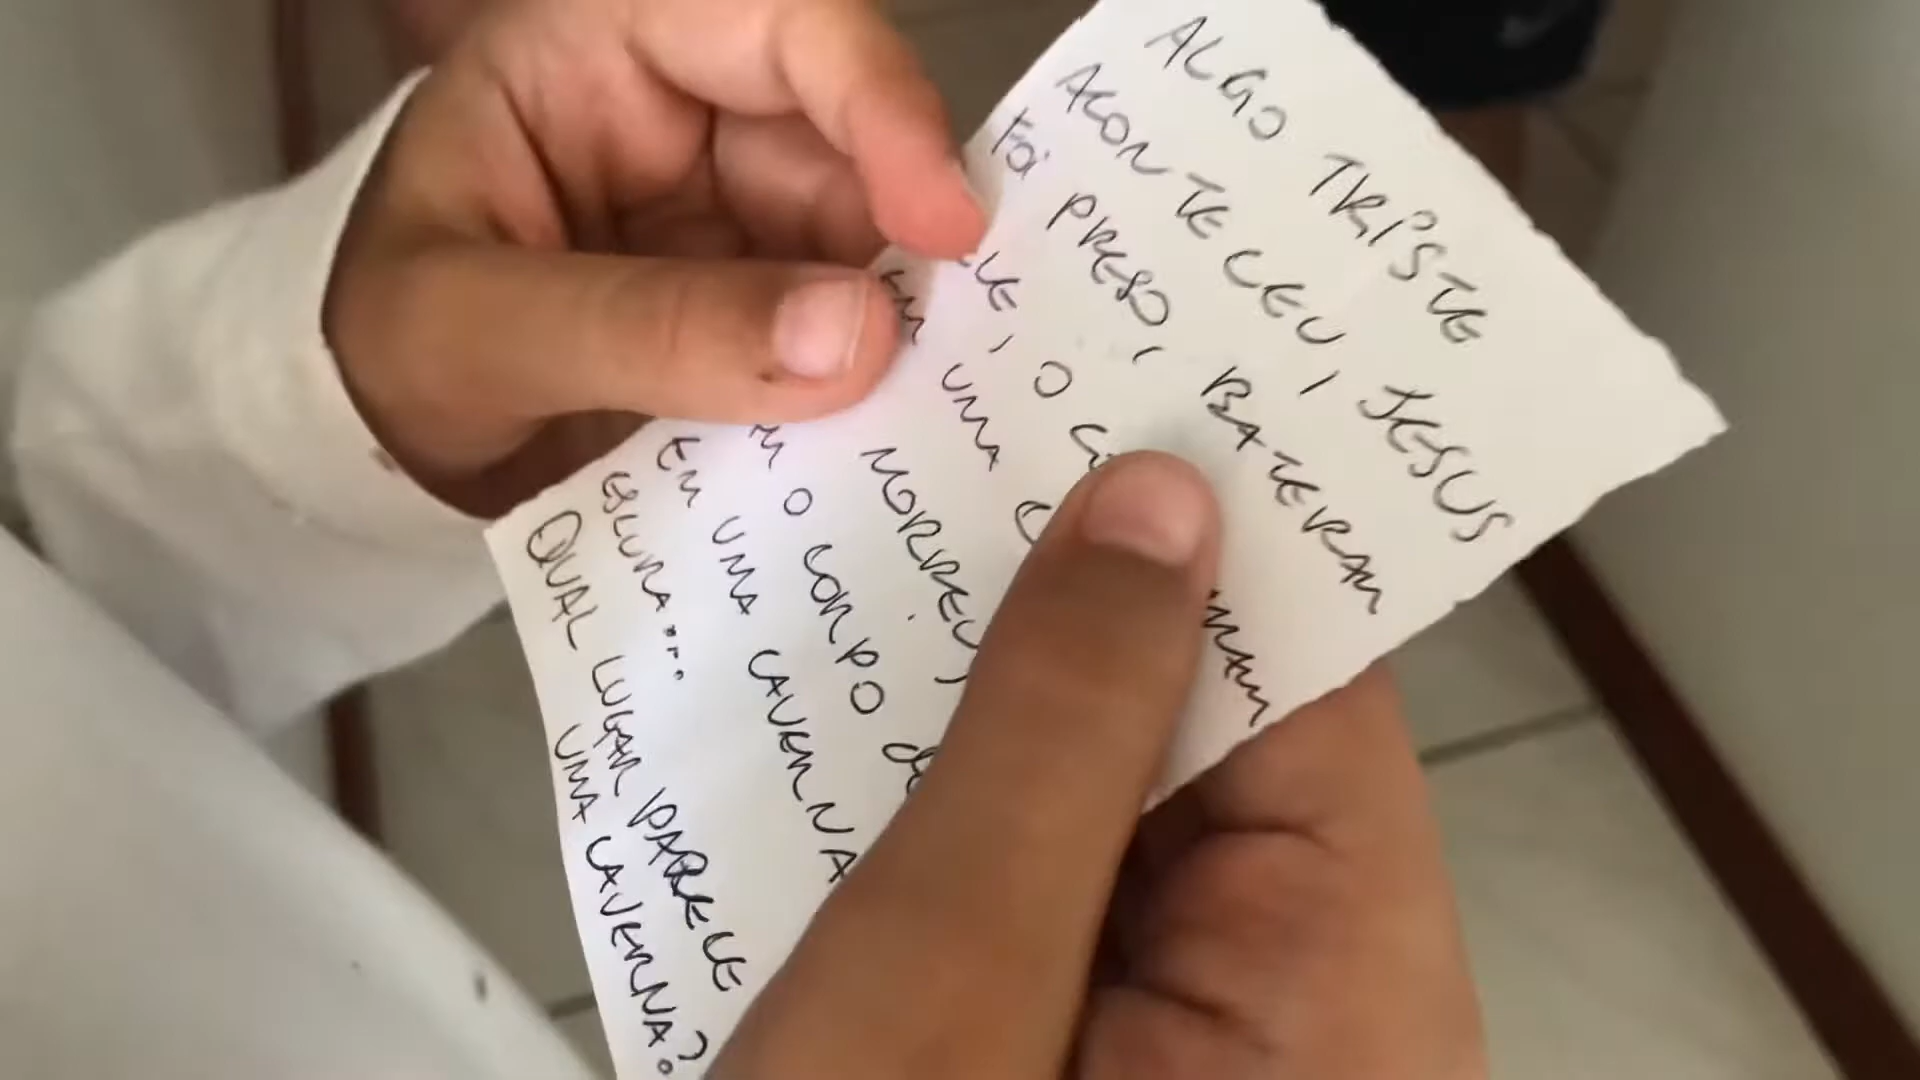 ALGO TRISTE
ACONTECEU, JESUS
FOI PRESO, BATERAM
O
EM UMA
MORREU,
O CORPO
EM UMA CAVERNA
ESCURA...
QUAL LUGAR PARECE
UMA CAVERNA?